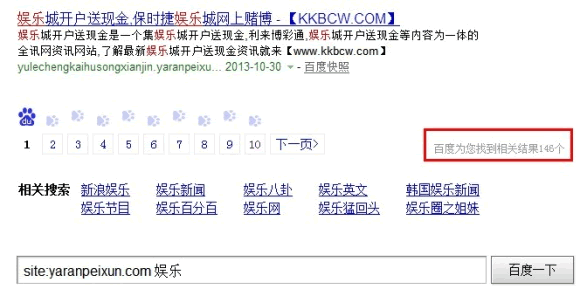 娱乐城开户送现金,保时捷娱乐城网上赌博 - 【KKBCW.COM】
娱乐城开户送现金是一个集娱乐城开户送现金,利来博彩通,娱乐城开户送现金等内容为一体的
全讯网资讯网站,了解最新娱乐城开户送现金资讯就来【www.kkbcw.com】
yulechengkaihusongxianjin.yaranpeixu... 2013-10-30 - 百度快照
1 2 3 4 5 6 7 8 9 10 下一页>
百度为您找到相关结果146个
相关搜索 新浪娱乐 娱乐新闻 娱乐八卦 娱乐英文 韩国娱乐新闻
娱乐节目 娱乐百分百 娱乐网 娱乐猛回头 娱乐圈之姐妹
site:yaranpeixun.com 娱乐 百度一下